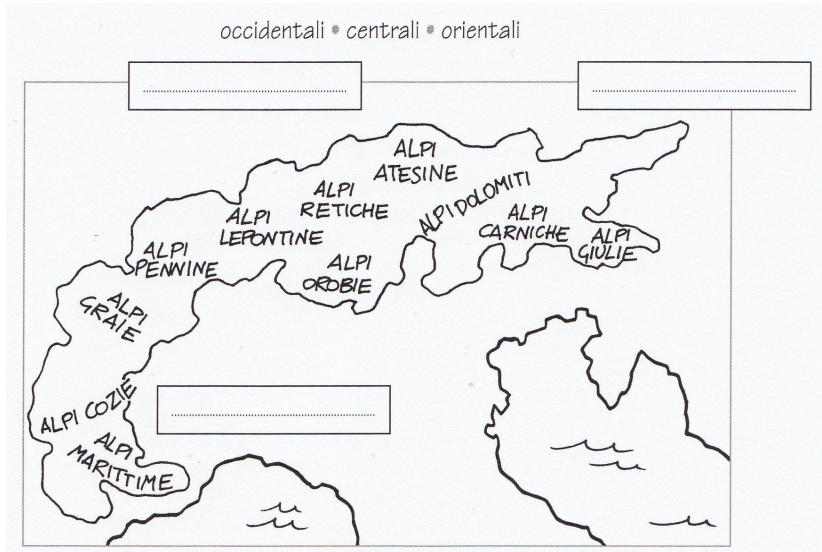 occidentali • centrali • orientali
ALPI
ATESINE
ALPI
RETICHE
ALPI DOLOMITI
ALPI
LEPONTINE
ALPI
CARNICHE
ALPI
GIULIE
ALPI
PENNINE
ALPI
OROBIE
ALPI
GRAIE
ALPI COZIE
ALPI
MARITTIME